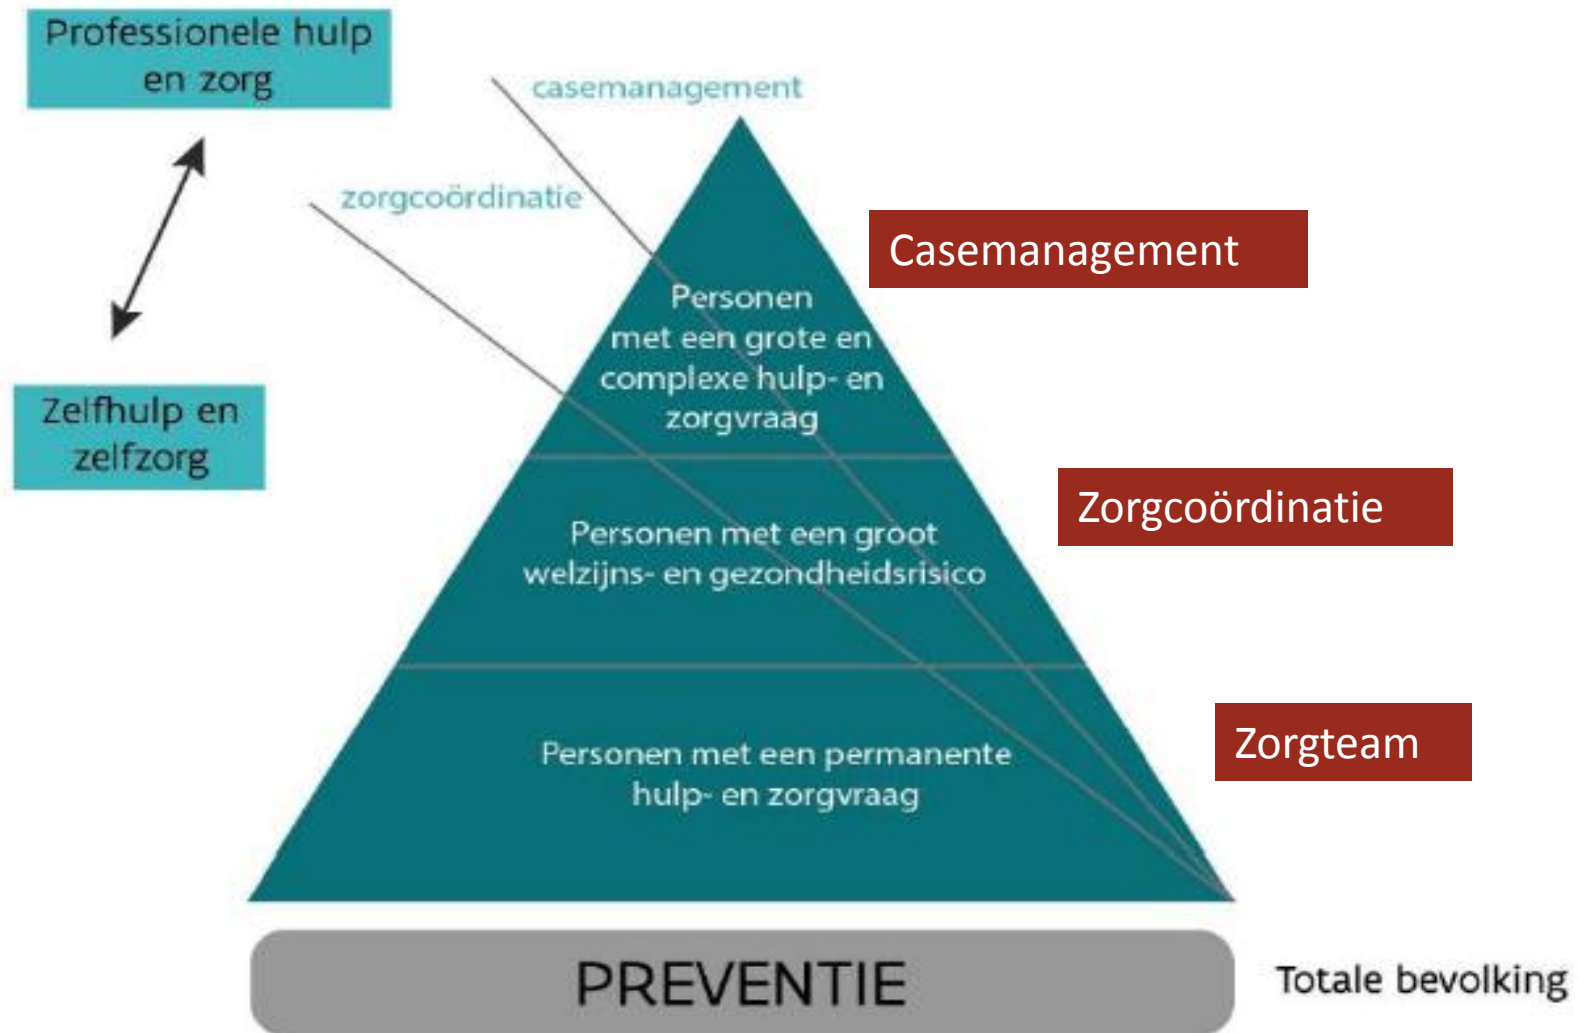 Professionele hulp
en zorg
casemanagement
zorgcoördinatie
Casemanagement
Personen
met een grote en
complexe hulp- en
zorgvraag
Zelfhulp en
zelfzorg
Zorgcoördinatie
Personen met een groot
welzijns- en gezondheidsrisico
Zorgteam
Personen met een permanente
hulp- en zorgvraag
PREVENTIE
Totale bevolking